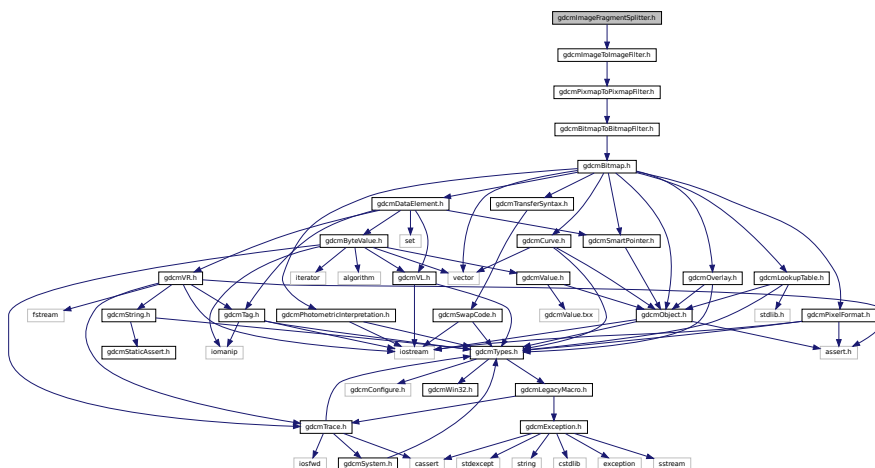 gdcmImageFragmentSplitter.h
gdcmImageToImageFilter.h
gdcmPixmapToPixmapFilter.h
gdcmBitmapToBitmapFilter.h
gdcmBitmap.h
gdcmDataElement.h
gdcmTransferSyntax.h
gdcmByteValue.h
set
gdcmCurve.h
gdcmSmartPointer.h
gdcmVR.h
iterator
algorithm
gdcmVL.h
vector
gdcmValue.h
gdcmOverlay.h
gdcmLookupTable.h
fstream
gdcmString.h
gdcmTag.h
gdcmPhotometricInterpretation.h
gdcmSwapCode.h
gdcmValue.txx
gdcmObject.h
stdlib.h
gdcmPixelFormat.h
gdcmStaticAssert.h
iomanip
iostream
gdcmTypes.h
assert.h
gdcmConfigure.h
gdcmWin32.h
gdcmLegacyMacro.h
gdcmTrace.h
gdcmException.h
iosfwd
gdcmSystem.h
cassert
stdexcept
string
cstdlib
exception
sstream